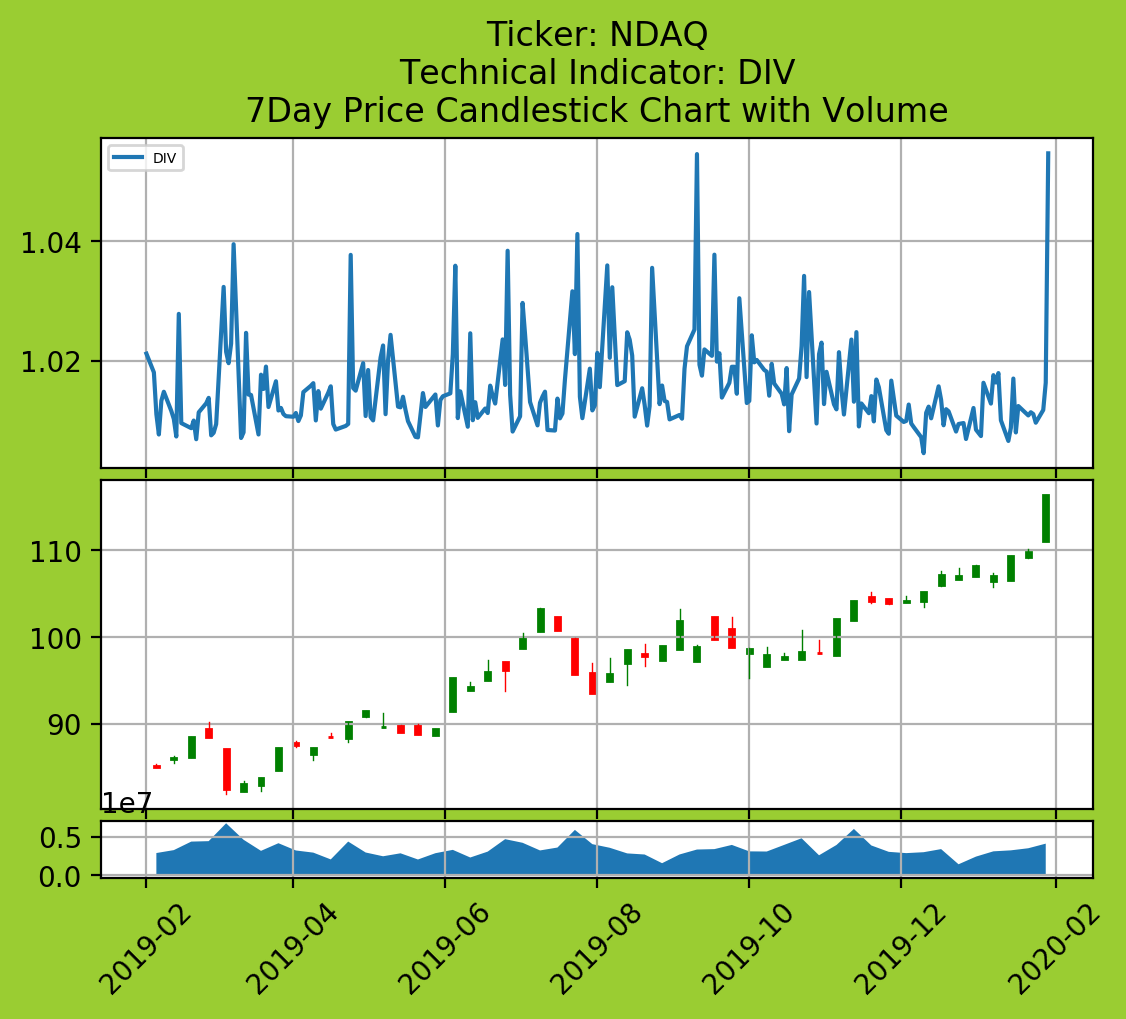 Ticker: NDAQ
Technical Indicator: DIV
7Day Price Candlestick Chart with Volume
DIV
1.04
1.02
110
100
90
1e7
0.5
0.0
2019-02
2019-04
2019-06
2019-08
2019-10
2019-12
2020-02